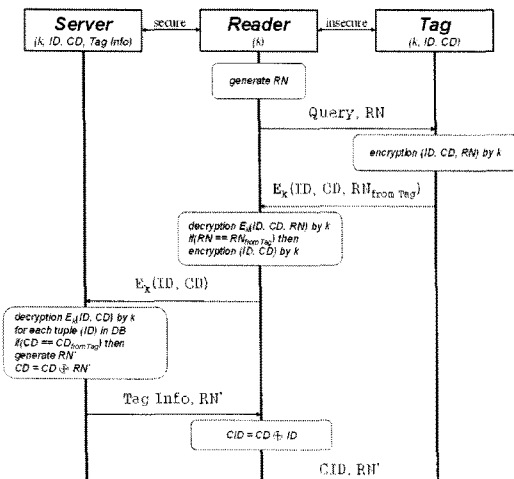 Server
(k, ID, CD, Tag Info)
secure
Reader
(k)
insecure
Tag
(k, ID, CD)
generate RN
Query, RN
encryption (ID, CD, RN) by k
E_k(ID, CD, RN_from Tag)
decryption E_k(ID, CD, RN) by k
if(RN == RN_from Tag) then
encryption (ID, CD) by k
E_k(ID, CD)
decryption E_k(ID, CD) by k
for each tuple (ID) in DB
if(CD == CD_from Tag) then
generate RN'
CD = CD ⊕ RN'
Tag Info, RN'
CID = CD ⊕ ID
CID, RN'